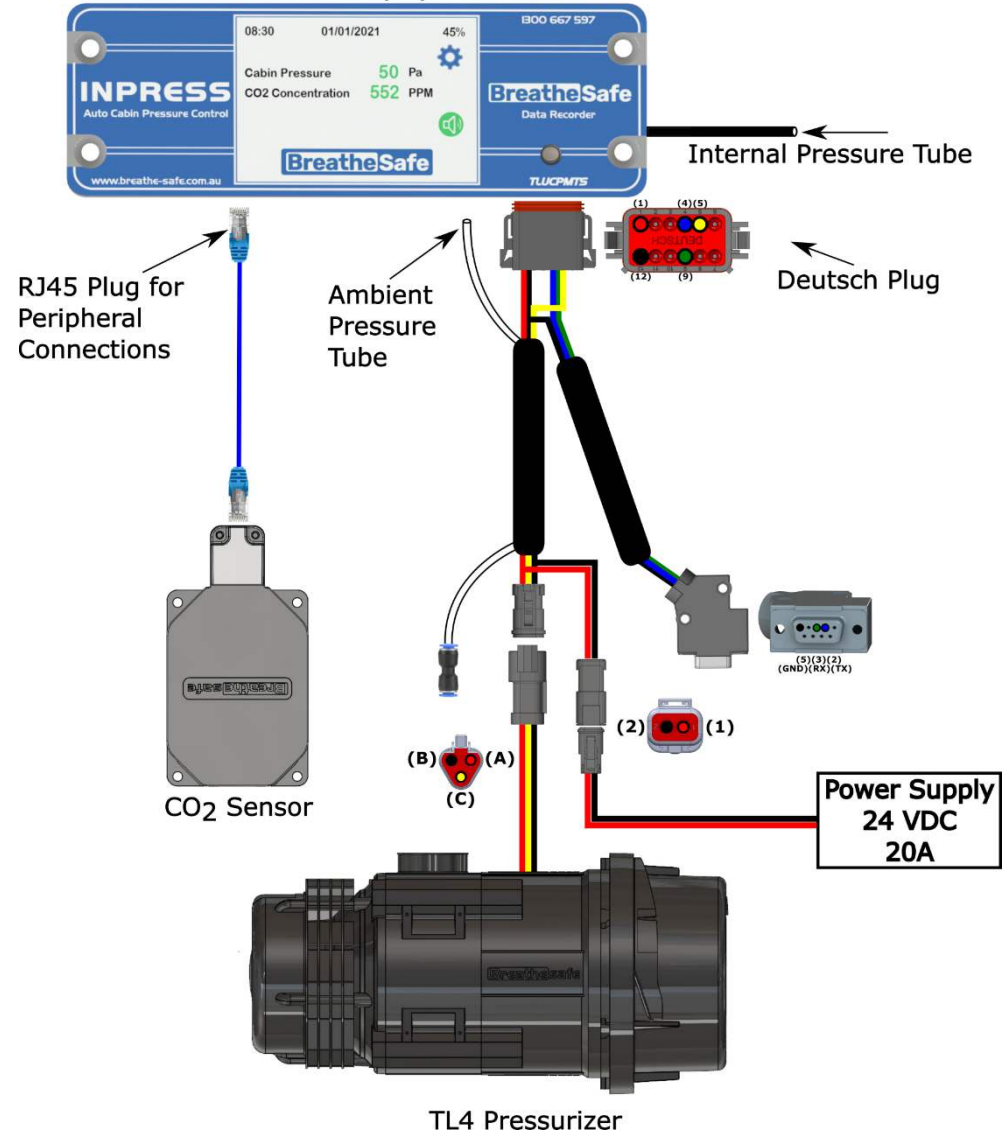 1300 667 597
08:30 01/01/2021 45%
Cabin Pressure 50 Pa
CO2 Concentration 552 PPM
INPRESS
Auto Cabin Pressure Control
BreatheSafe
Data Recorder
BreatheSafe
www.breathe-safe.com.au
TLUCPMTS
Internal Pressure Tube
(1) (4) (5)
DEUTSCH
(12) (9)
Deutsch Plug
RJ45 Plug for
Peripheral
Connections
Ambient
Pressure
Tube
(5)(3)(2)
(GND)(RX)(TX)
Breathesafe
CO2 Sensor
(B) (A)
(C)
(2) (1)
Power Supply
24 VDC
20A
Breathesafe
TL4 Pressurizer